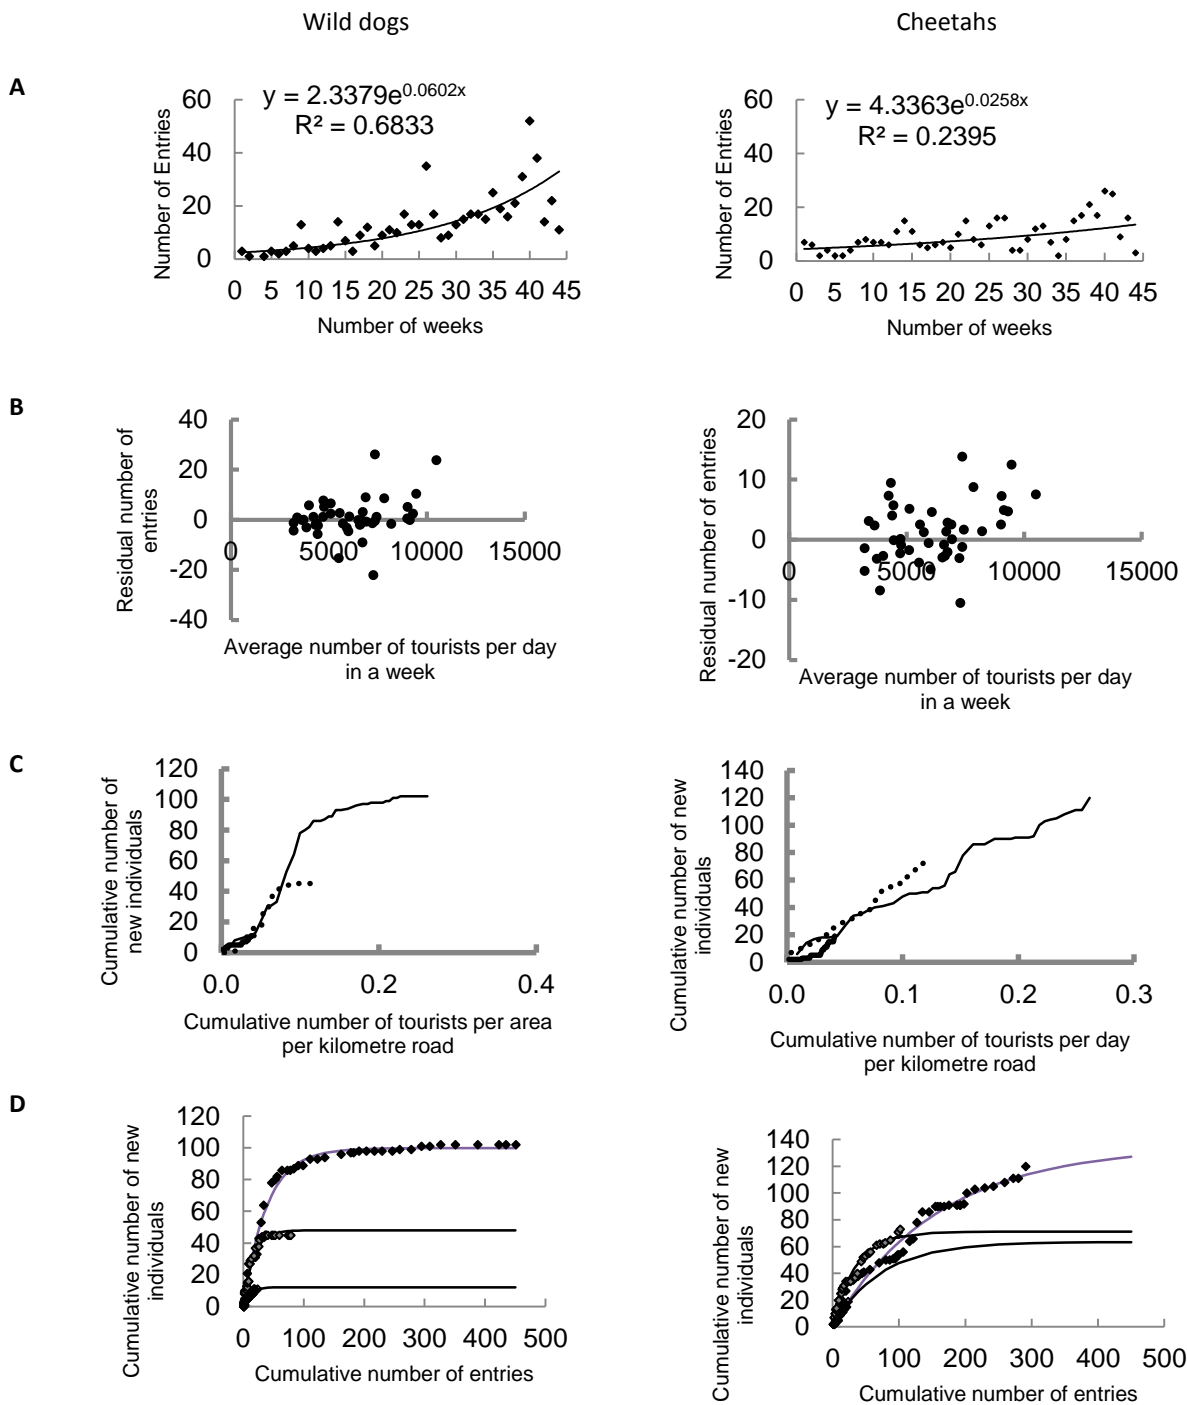 Wild dogs
Cheetahs
A
y = 2.3379e^0.0602x
R² = 0.6833
Number of Entries
60
40
20
0
0 5 10 15 20 25 30 35 40 45
Number of weeks
y = 4.3363e^0.0258x
R² = 0.2395
Number of Entries
60
40
20
0
0 5 10 15 20 25 30 35 40 45
Number of weeks
B
Residual number of
entries
40
20
0
-20
-40
0 5000 10000 15000
Average number of tourists per day
in a week
Residual number of entries
20
10
0
-10
-20
0 5000 10000 15000
Average number of tourists per day
in a week
C
Cumulative number of
new individuals
120
100
80
60
40
20
0
0.0 0.2 0.4
Cumulative number of tourists per area
per kilometre road
Cumulative number of new
individuals
140
120
100
80
60
40
20
0
0.0 0.1 0.2 0.3
Cumulative number of tourists per day
per kilometre road
D
Cumulative number of new
individuals
120
100
80
60
40
20
0
0 100 200 300 400 500
Cumulative number of entries
Cumulative number of new
individuals
140
120
100
80
60
40
20
0
0 100 200 300 400 500
Cumulative number of entries